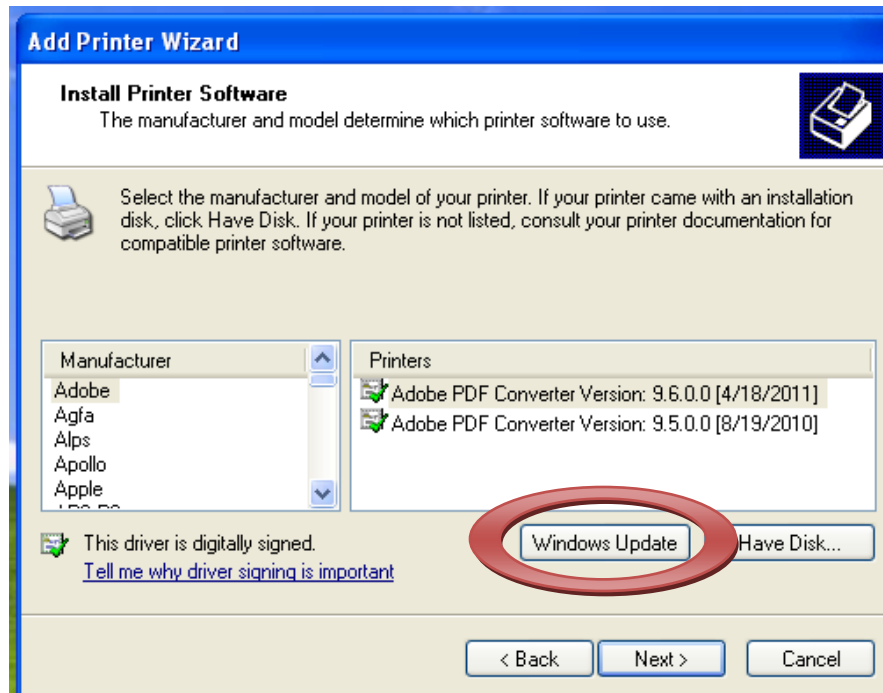 Add Printer Wizard
Install Printer Software
The manufacturer and model determine which printer software to use.
Select the manufacturer and model of your printer. If your printer came with an installation
disk, click Have Disk. If your printer is not listed, consult your printer documentation for
compatible printer software.
Manufacturer
Adobe
Agfa
Alps
Apollo
Apple
Printers
Adobe PDF Converter Version: 9.6.0.0 [4/18/2011]
Adobe PDF Converter Version: 9.5.0.0 [8/19/2010]
This driver is digitally signed.
Tell me why driver signing is important
Windows Update
Have Disk...
< Back
Next >
Cancel